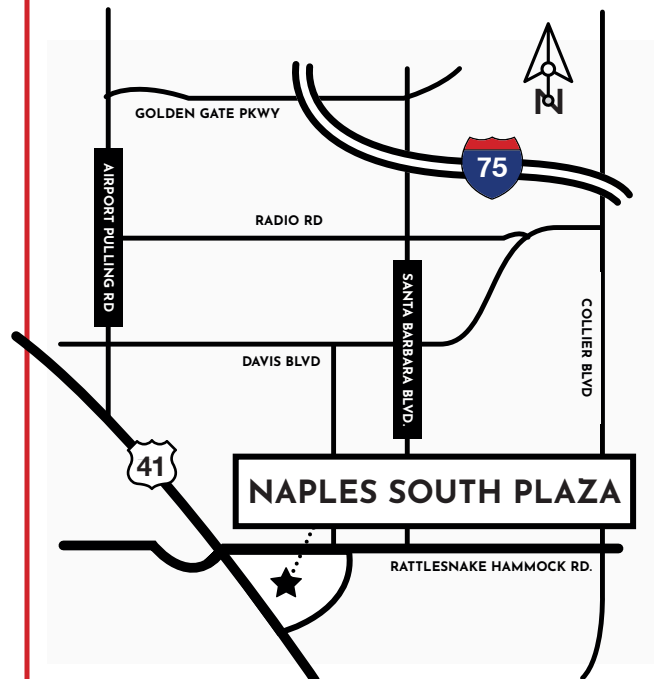 N
GOLDEN GATE PKWY
75
AIRPORT PULLING RD
RADIO RD
SANTA BARBARA BLVD.
COLLIER BLVD
DAVIS BLVD
41
NAPLES SOUTH PLAZA
RATTLESNAKE HAMMOCK RD.